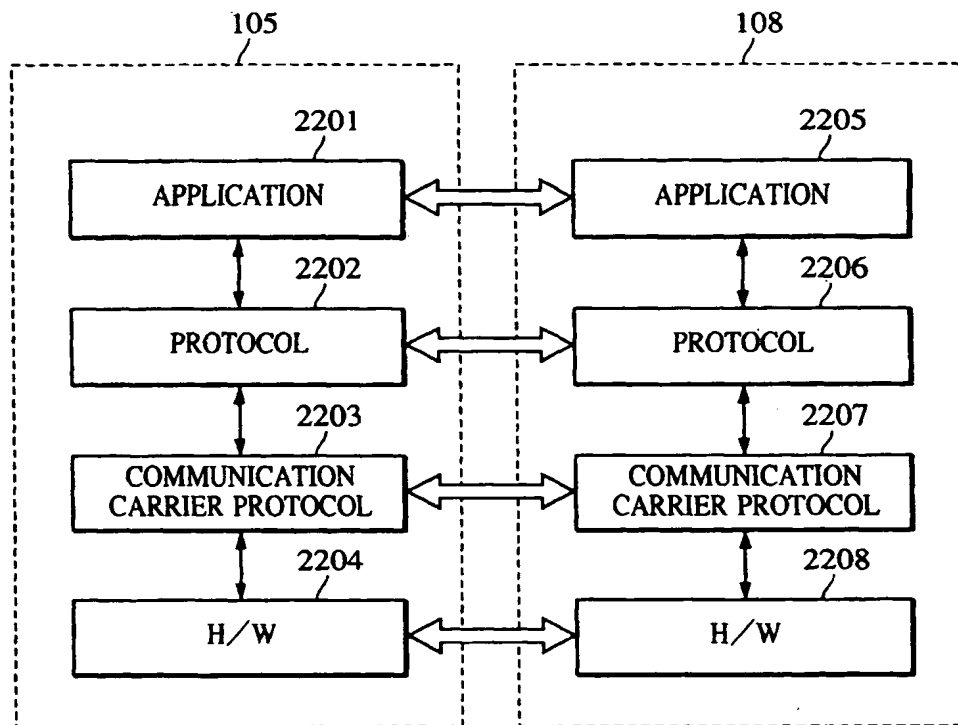 105
108
2201
2205
APPLICATION
APPLICATION
2202
2206
PROTOCOL
PROTOCOL
2203
2207
COMMUNICATION
CARRIER PROTOCOL
COMMUNICATION
CARRIER PROTOCOL
2204
2208
H/W
H/W